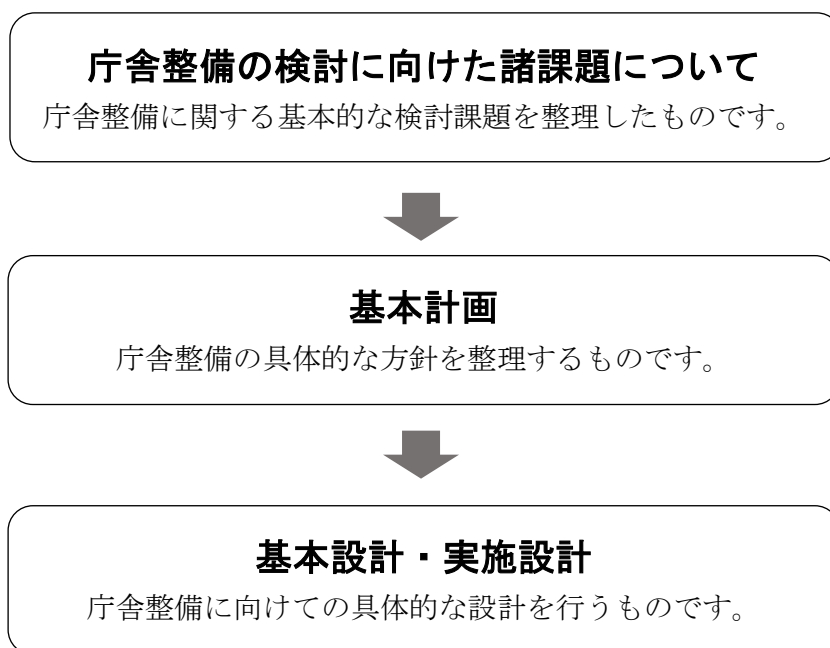 庁舎整備の検討に向けた諸課題について
庁舎整備に関する基本的な検討課題を整理したものです。
基本計画
庁舎整備の具体的な方針を整理するものです。
基本設計・実施設計
庁舎整備に向けての具体的な設計を行うものです。